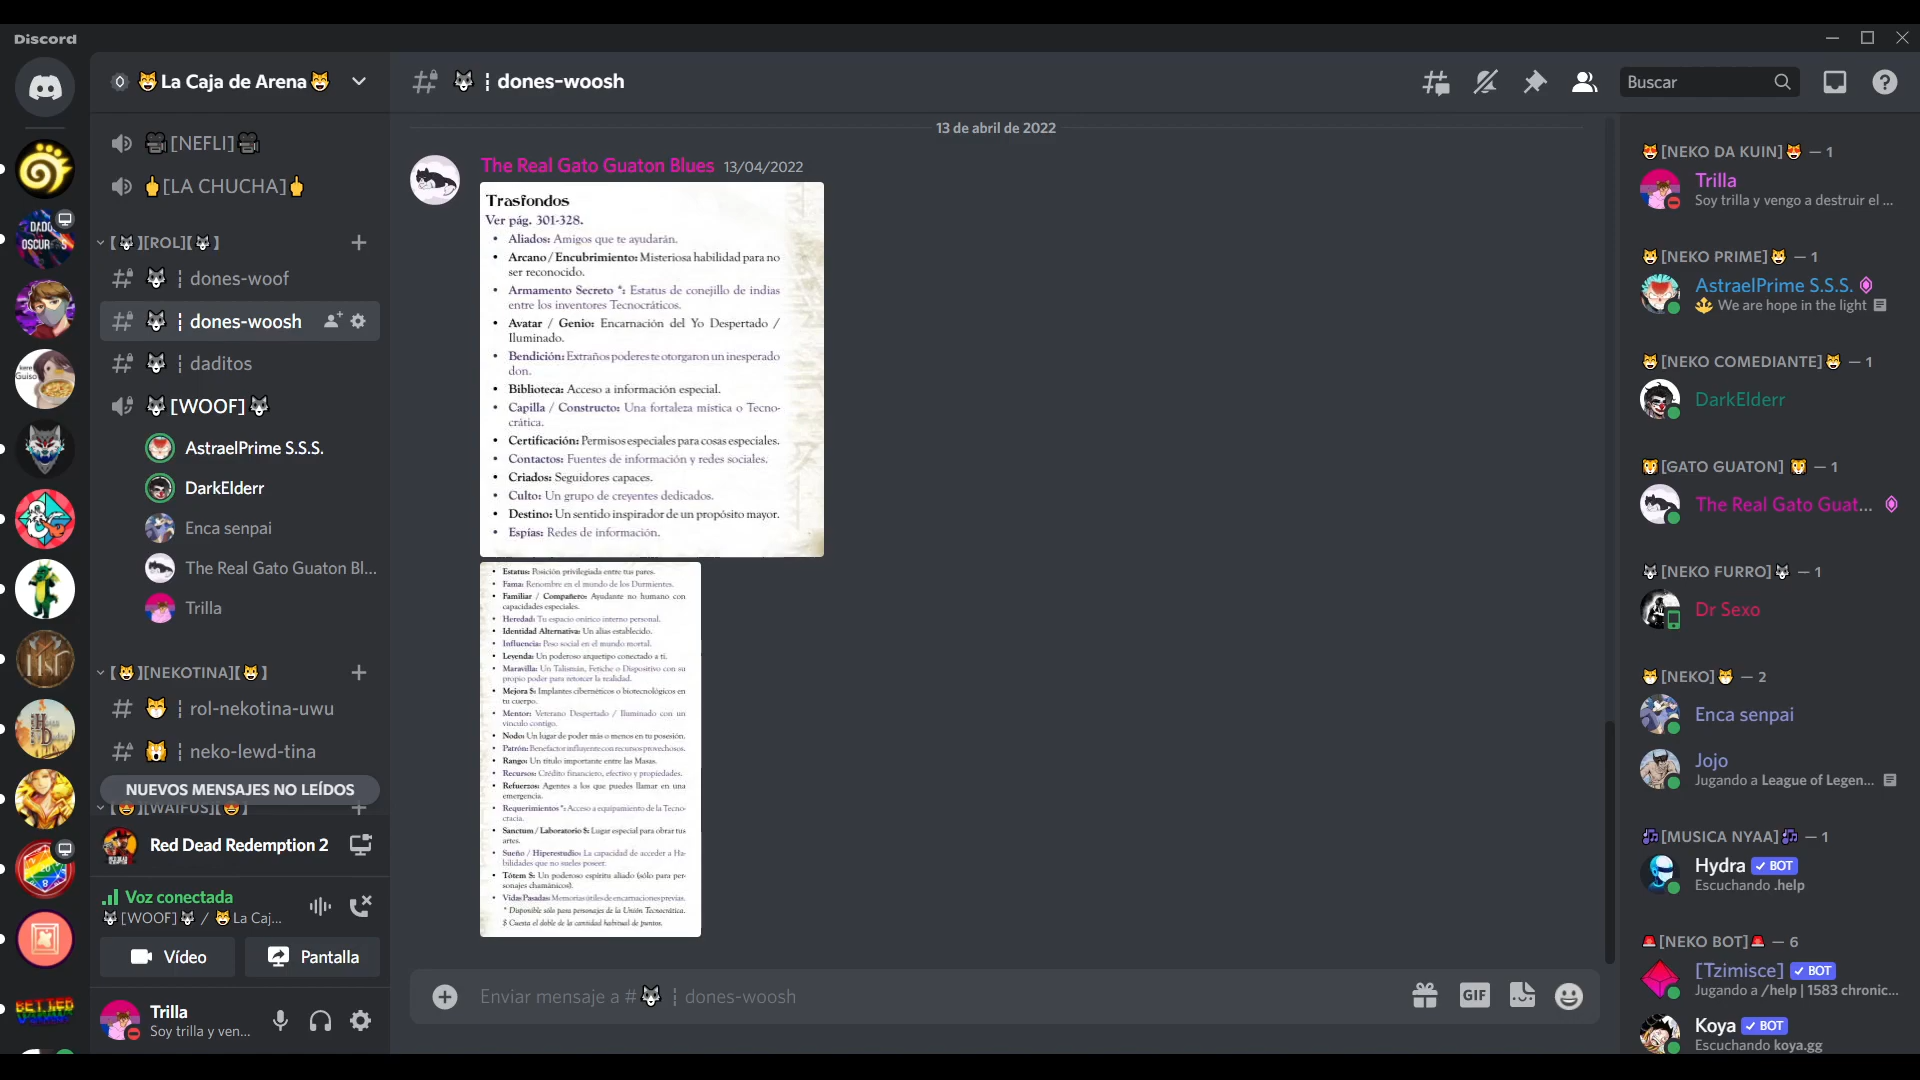 Discord
La Caja de Arena
[NEFLI]
[LA CHUCHA]
[ ][ROL][ ]
dones-woof
dones-woosh
daditos
[WOOF]
AstraelPrime S.S.S.
DarkElderr
Enca senpai
The Real Gato Guaton Bl...
Trilla
[ ][NEKOTINA][ ]
rol-nekotina-uwu
neko-lewd-tina
NUEVOS MENSAJES NO LEÍDOS
[ ][WAIFUS][ ]
Red Dead Redemption 2
Voz conectada
[WOOF] / La Caj...
Vídeo
Pantalla
Trilla
Soy trilla y ven...
dones-woosh
Buscar
13 de abril de 2022
The Real Gato Guaton Blues 13/04/2022
Trasfondos
Ver pág. 301-328.
• Aliados: Amigos que te ayudarán.
• Arcano / Encubrimiento: Misteriosa habilidad para no
ser reconocido.
• Armamento Secreto *: Estatus de conejillo de indias
entre los inventores Tecnocráticos.
• Avatar / Genio: Encarnación del Yo Despertado /
Iluminado.
• Bendición: Extraños poderes te otorgaron un inesperado
don.
• Biblioteca: Acceso a información especial.
• Capilla / Constructo: Una fortaleza mística o Tecno-
crática.
• Certificación: Permisos especiales para cosas especiales.
• Contactos: Fuentes de información y redes sociales.
• Criados: Seguidores capaces.
• Culto: Un grupo de creyentes dedicados.
• Destino: Un sentido inspirador de un propósito mayor.
• Espías: Redes de información.
• Estatus: Posición privilegiada entre tus pares.
• Fama: Renombre en el mundo de los Durmientes.
• Familiar / Compañero: Ayudante no humano con
capacidades especiales.
• Heredad: Tu espacio onírico interno personal.
• Identidad Alternativa: Un alias establecido.
• Influencia: Peso social en el mundo mortal.
• Leyenda: Un poderoso arquetipo conectado a ti.
• Maravilla: Un Talismán, Fetiche o Dispositivo con su
propio poder para retorcer la realidad.
• Mejora $: Implantes cibernéticos o biotecnológicos en
tu cuerpo.
• Mentor: Veterano Despertado / Iluminado con un
vínculo contigo.
• Nodo: Un lugar de poder más o menos en tu posesión.
• Patrón: Benefactor influyente con recursos provechosos.
• Rango: Un título importante entre las Masas.
• Recursos: Crédito financiero, efectivo y propiedades.
• Refuerzos: Agentes a los que puedes llamar en una
emergencia.
• Requerimientos *: Acceso a equipamiento de la Tecno-
cracia.
• Sanctum / Laboratorio $: Lugar especial para obrar tus
artes.
• Sueño / Hiperestudio: La capacidad de acceder a Ha-
bilidades que no sueles poseer.
• Tótem $: Un poderoso espíritu aliado (sólo para per-
sonajes chamánicos).
• Vidas Pasadas: Memorias útiles de encarnaciones previas.
* Disponible sólo para personajes de la Unión Tecnocrática.
$ Cuesta el doble de la cantidad habitual de puntos.
Enviar mensaje a # dones-woosh
GIF
[NEKO DA KUIN] — 1
Trilla
Soy trilla y vengo a destruir el ...
[NEKO PRIME] — 1
AstraelPrime S.S.S.
We are hope in the light
[NEKO COMEDIANTE] — 1
DarkElderr
[GATO GUATON] — 1
The Real Gato Guat...
[NEKO FURRO] — 1
Dr Sexo
[NEKO] — 2
Enca senpai
Jojo
Jugando a League of Legen...
[MUSICA NYAA] — 1
Hydra BOT
Escuchando .help
[NEKO BOT] — 6
[Tzimisce] BOT
Jugando a /help | 1583 chronic...
Koya BOT
Escuchando koya.gg